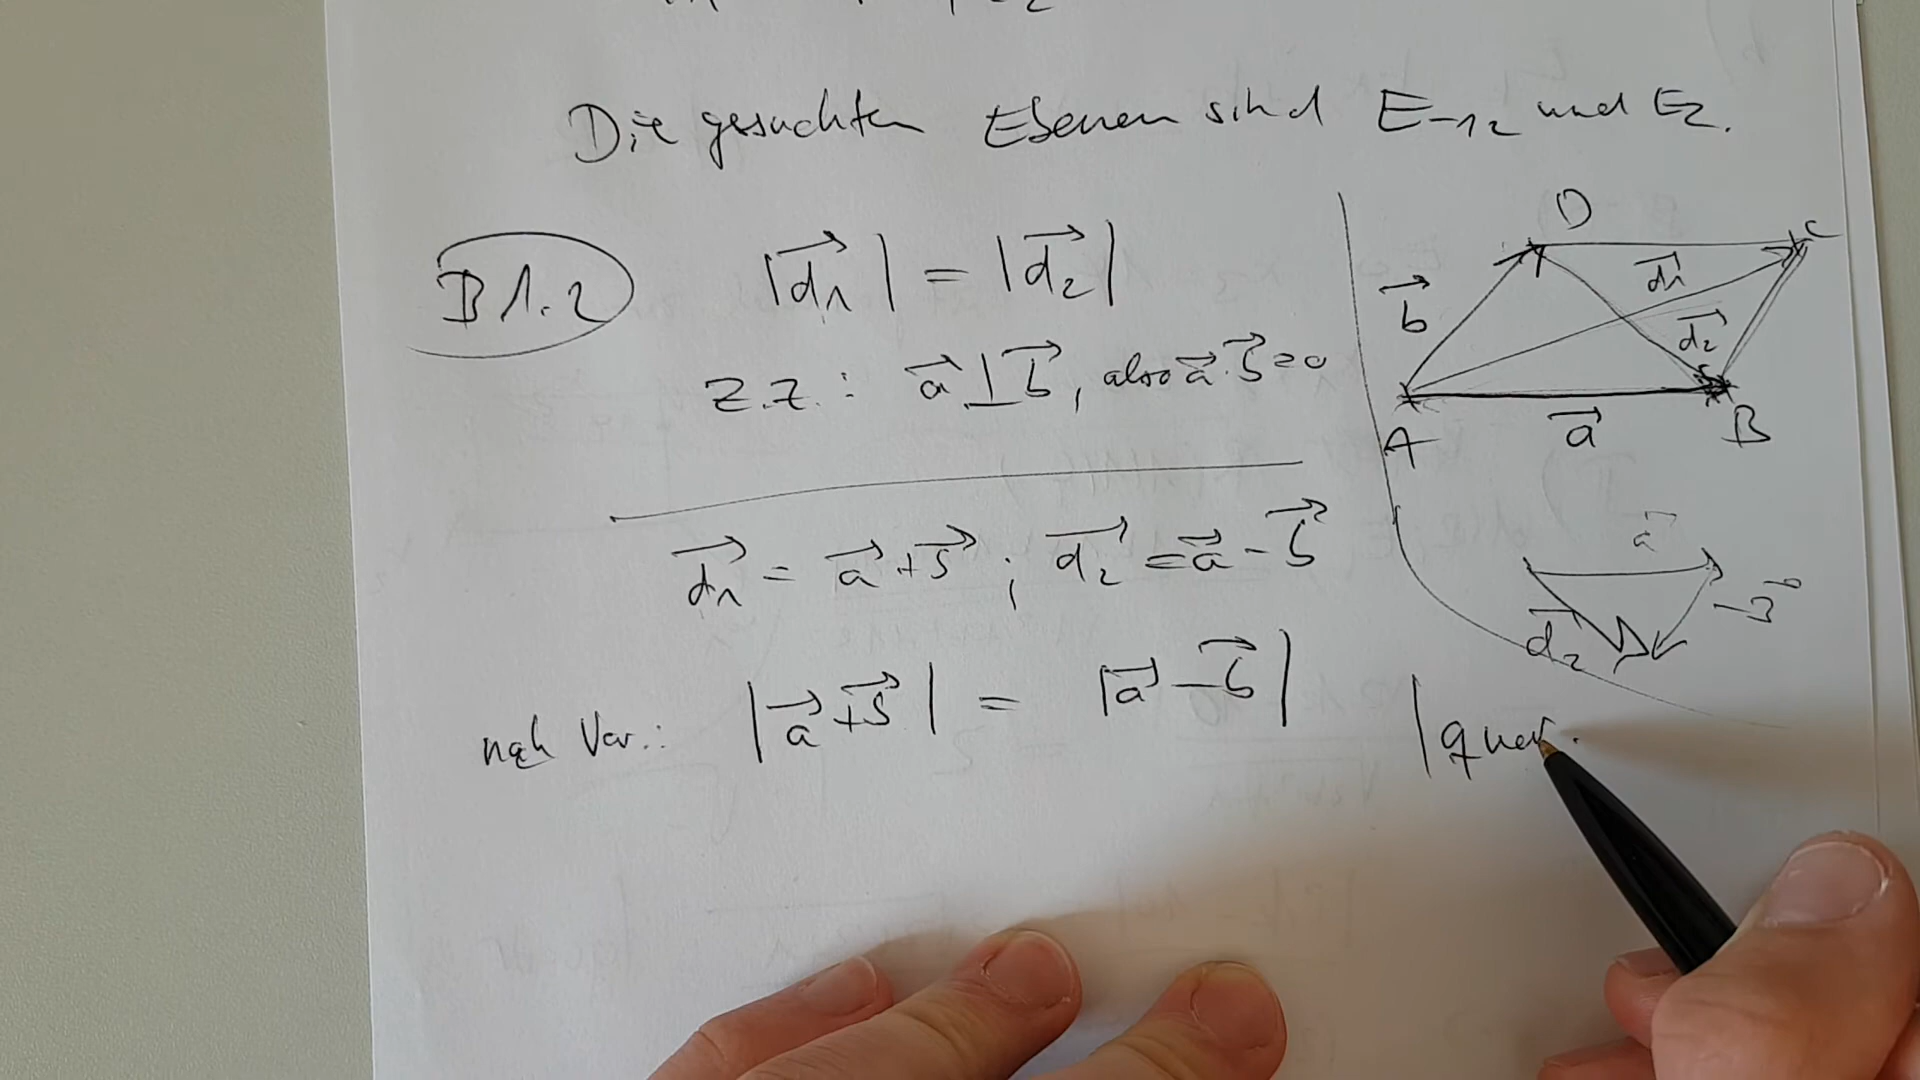 Die gesuchten Ebenen sind E₋₁₂ und E₂.
B1.2
|d₁⃗| = |d₂⃗|
z.z.: a⃗ ⊥ b⃗, also a⃗·b⃗=0
d₁⃗ = a⃗+b⃗ ; d₂⃗ = a⃗-b⃗
nach Vor.: |a⃗+b⃗| = |a⃗-b⃗| |quer.
D
C
b⃗
d₁⃗
d₂⃗
A
a⃗
B
a⃗
-b⃗
d₂⃗